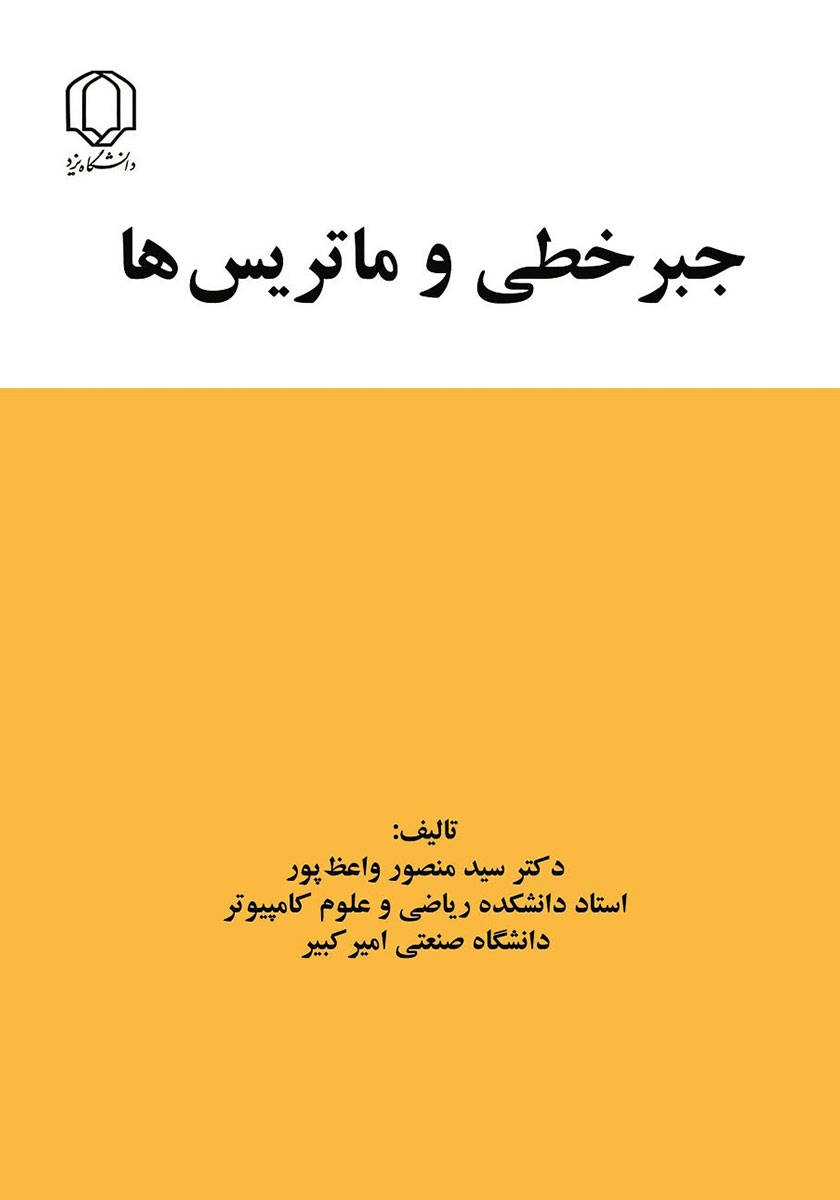 دانشگاه یزد
جبر خطی و ماتریس‌ها
تالیف:
دکتر سید منصور واعظ‌پور
استاد دانشکده ریاضی و علوم کامپیوتر
دانشگاه صنعتی امیرکبیر